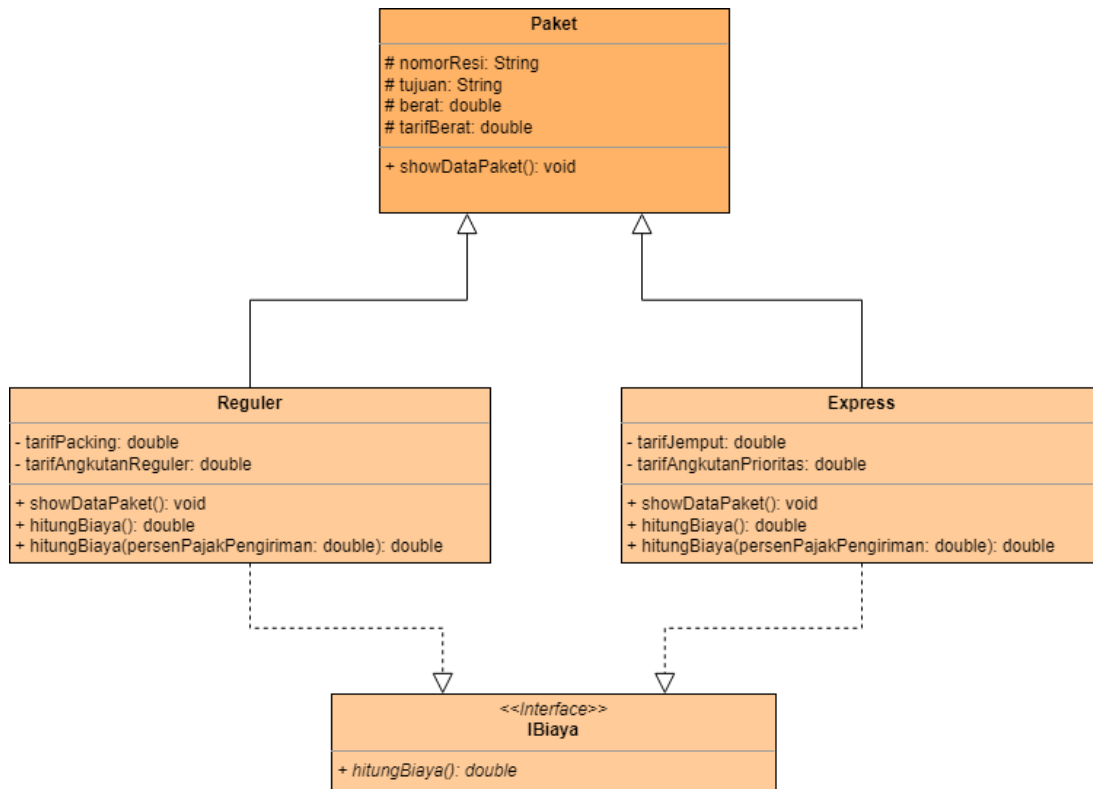 Paket
# nomorResi: String
# tujuan: String
# berat: double
# tarifBerat: double
+ showDataPaket(): void
Reguler
- tarifPacking: double
- tarifAngkutanReguler: double
+ showDataPaket(): void
+ hitungBiaya(): double
+ hitungBiaya(persenPajakPengiriman: double): double
Express
- tarifJemput: double
- tarifAngkutanPrioritas: double
+ showDataPaket(): void
+ hitungBiaya(): double
+ hitungBiaya(persenPajakPengiriman: double): double
<<Interface>>
IBiaya
+ hitungBiaya(): double